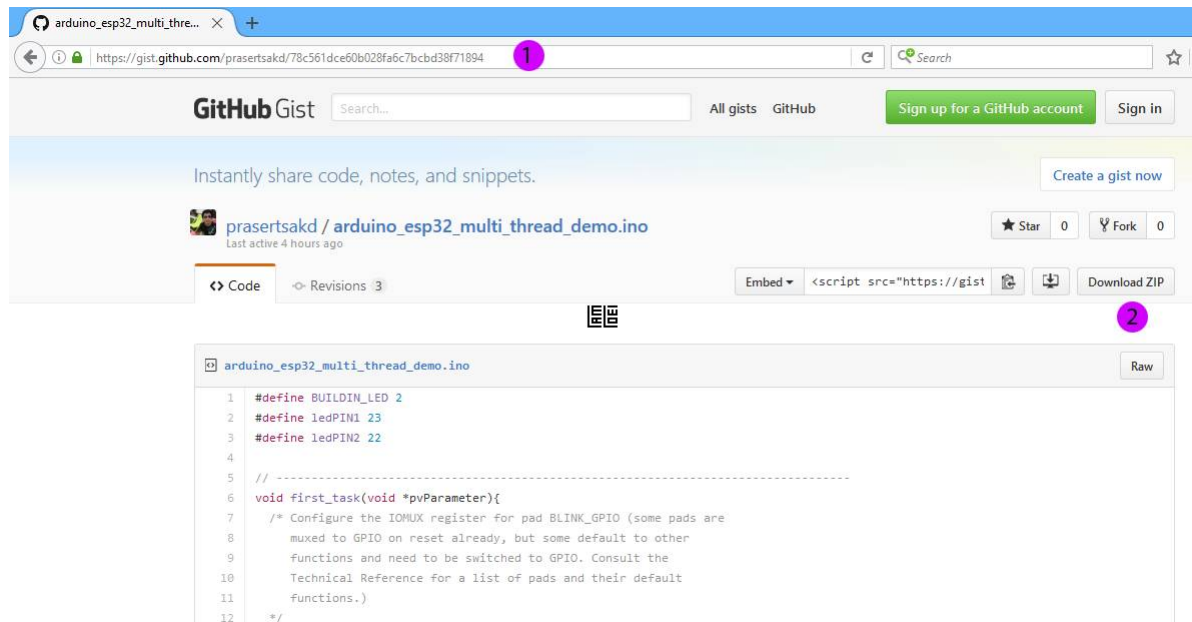 arduino_esp32_multi_thre...
https://gist.github.com/prasertsakd/78c561dce60b028fa6c7bcbd38f71894
1
Search
GitHub Gist
Search...
All gists
GitHub
Sign up for a GitHub account
Sign in
Instantly share code, notes, and snippets.
Create a gist now
prasertsakd / arduino_esp32_multi_thread_demo.ino
Last active 4 hours ago
Star 0
Fork 0
Code
Revisions 3
Embed
<script src="https://gist
Download ZIP
2
arduino_esp32_multi_thread_demo.ino
Raw
1 #define BUILDIN_LED 2
2 #define ledPIN1 23
3 #define ledPIN2 22
4
5 // --------------------------------------------------------------------------------
6 void first_task(void *pvParameter){
7 /* Configure the IOMUX register for pad BLINK_GPIO (some pads are
8 muxed to GPIO on reset already, but some default to other
9 functions and need to be switched to GPIO. Consult the
10 Technical Reference for a list of pads and their default
11 functions.)
12 */